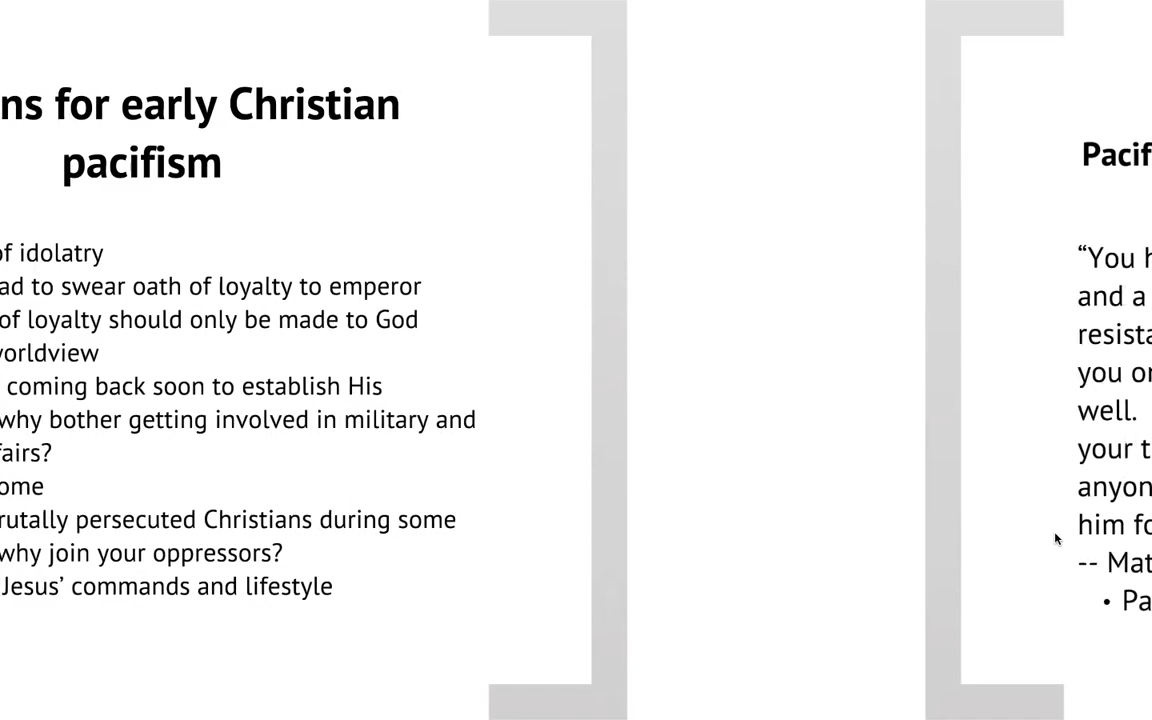 ns for early Christian
pacifism
of idolatry
ad to swear oath of loyalty to emperor
of loyalty should only be made to God
worldview
coming back soon to establish His
why bother getting involved in military and
fairs?
ome
rutally persecuted Christians during some
why join your oppressors?
Jesus’ commands and lifestyle
Pacif
“You h
and a
resista
you on
well.
your t
anyon
him fo
-- Mat
• Pa